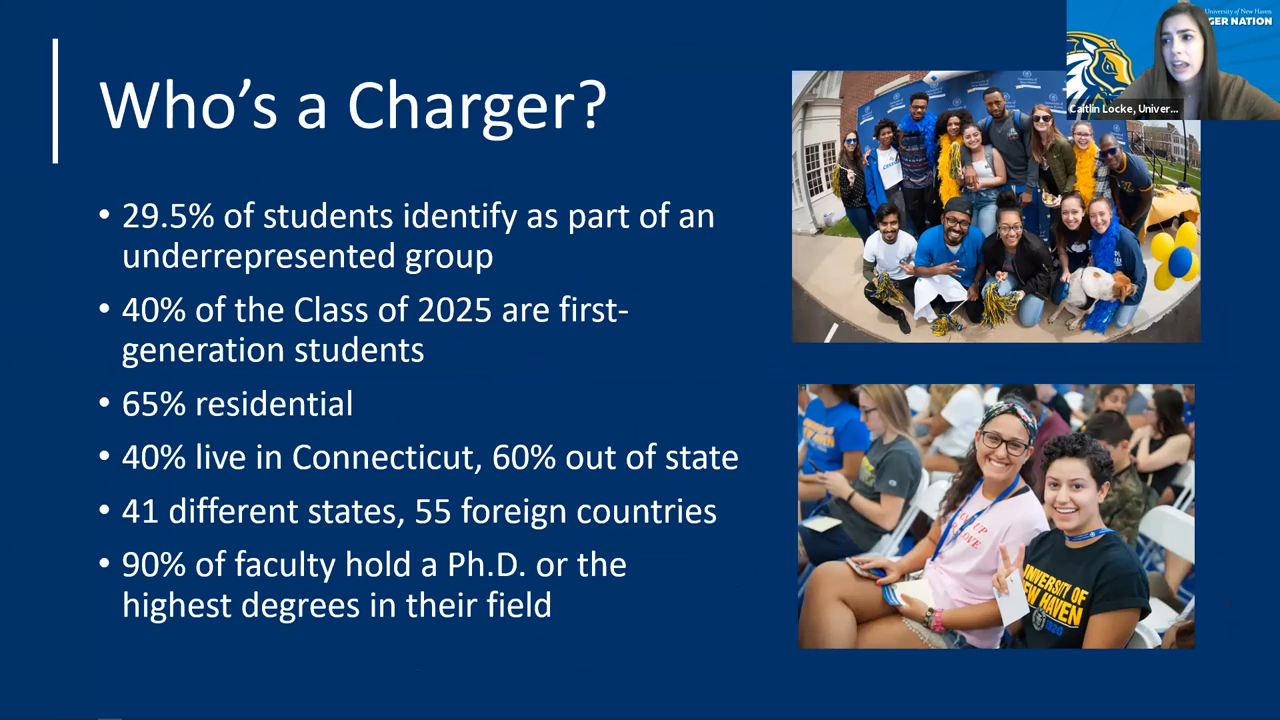 University of New Haven
GER NATION
Caitlin Locke, Univer...
Who's a Charger?
• 29.5% of students identify as part of an
underrepresented group
• 40% of the Class of 2025 are first-
generation students
• 65% residential
• 40% live in Connecticut, 60% out of state
• 41 different states, 55 foreign countries
• 90% of faculty hold a Ph.D. or the
highest degrees in their field
UNIVERSITY OF
NEW HAVEN
1920